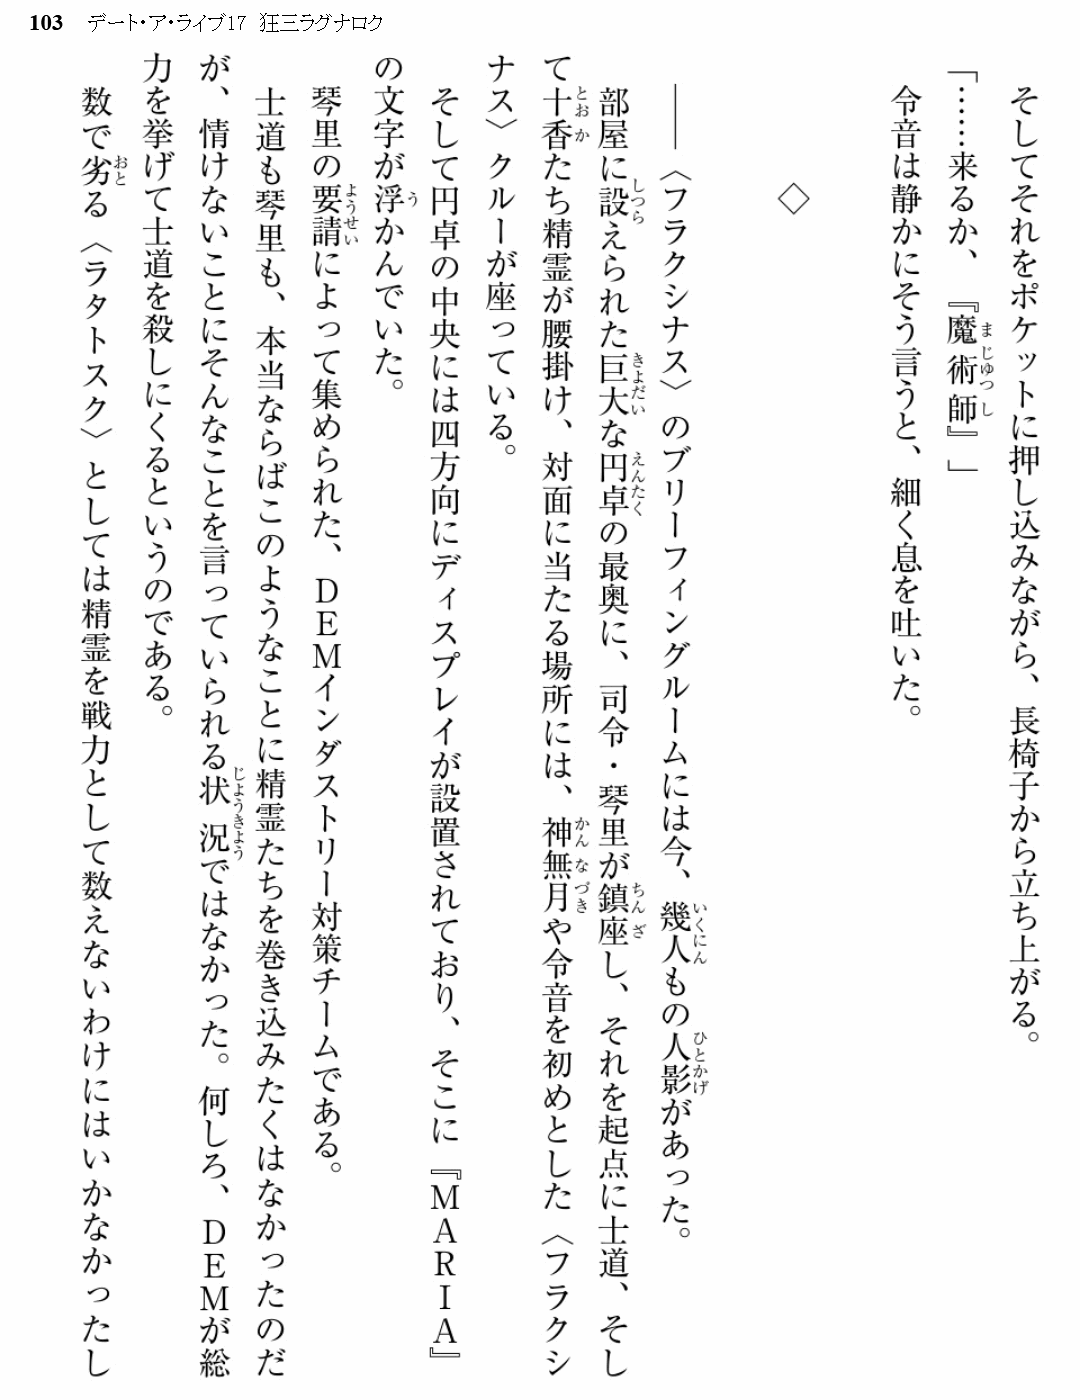 103 デート・ア・ライブ17 狂三ラグナロク
そしてそれをポケットに押し込みながら、長椅子から立ち上がる。
「……来るか、『魔術師』」
令音は静かにそう言うと、細く息を吐いた。
◇
――〈フラクシナス〉のブリーフィングルームには今、幾人もの人影があった。
部屋に設えられた巨大な円卓の最奥に、司令・琴里が鎮座し、それを起点に士道、そし
て十香たち精霊が腰掛け、対面に当たる場所には、神無月や令音を初めとした〈フラクシ
ナス〉クルーが座っている。
そして円卓の中央には四方向にディスプレイが設置されており、そこに『ＭＡＲＩＡ』
の文字が浮かんでいた。
琴里の要請によって集められた、ＤＥＭインダストリー対策チームである。
士道も琴里も、本当ならばこのようなことに精霊たちを巻き込みたくはなかったのだ
が、情けないことにそんなことを言っていられる状況ではなかった。何しろ、ＤＥＭが総
力を挙げて士道を殺しにくるというのである。
数で劣る〈ラタトスク〉としては精霊を戦力として数えないわけにはいかなかったし